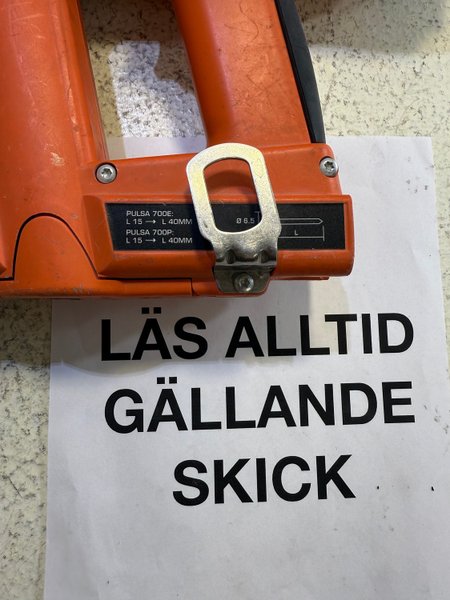 PULSA 700E:
L 15 → L 40MM
PULSA 700P:
L 15 → L 40MM
Ø 6.5
L
LÄS ALLTID
GÄLLANDE
SKICK